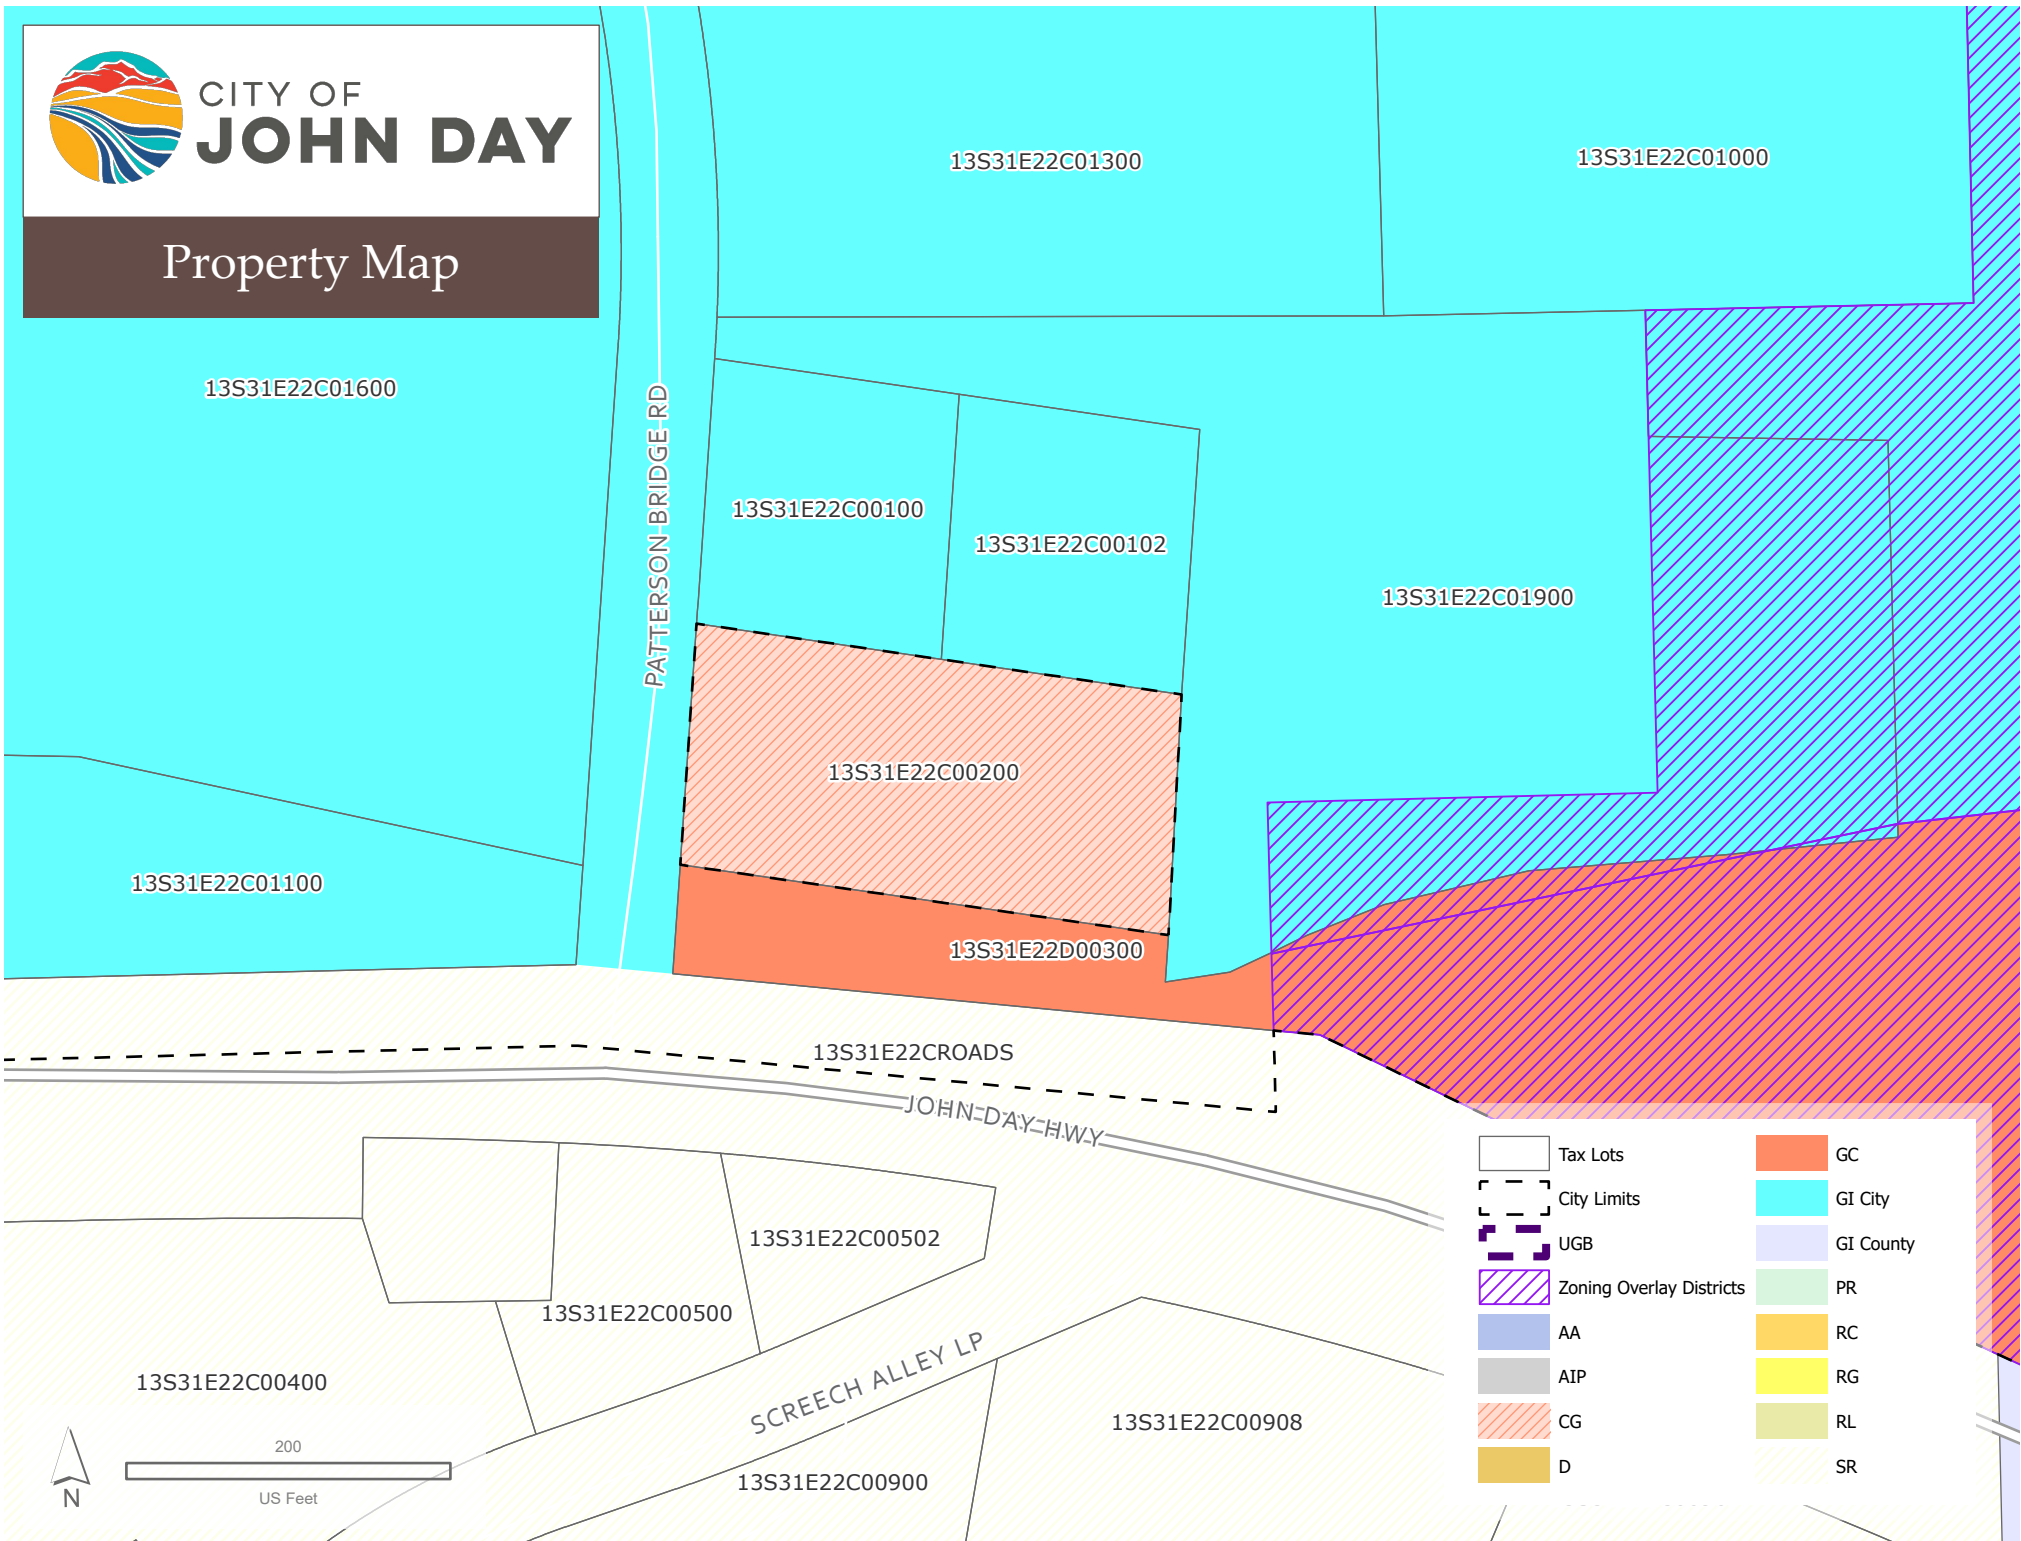 CITY OF
JOHN DAY
Property Map
13S31E22C01300
13S31E22C01000
13S31E22C01600
PATTERSON BRIDGE RD
13S31E22C00100
13S31E22C00102
13S31E22C01900
13S31E22C00200
13S31E22C01100
13S31E22D00300
13S31E22CROADS
JOHN DAY HWY
13S31E22C00502
13S31E22C00500
13S31E22C00400
SCREECH ALLEY LP
13S31E22C00908
13S31E22C00900
200
US Feet
N
Tax Lots
City Limits
UGB
Zoning Overlay Districts
AA
AIP
CG
D
GC
GI City
GI County
PR
RC
RG
RL
SR